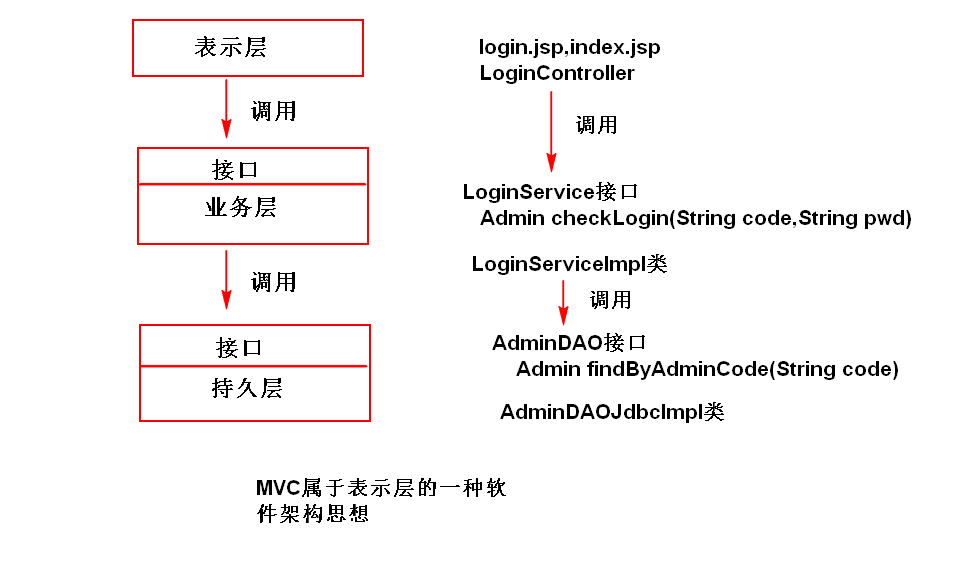 表示层
调用
接口
业务层
调用
接口
持久层
login.jsp,index.jsp
LoginController
调用
LoginService接口
Admin checkLogin(String code,String pwd)
LoginServiceImpl类
调用
AdminDAO接口
Admin findByAdminCode(String code)
AdminDAOJdbcImpl类
MVC属于表示层的一种软
件架构思想